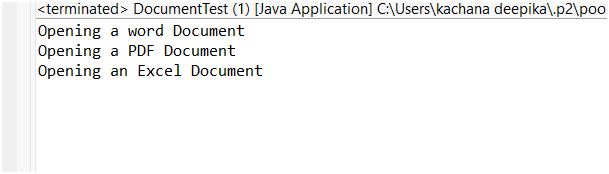 <terminated> DocumentTest (1) [Java Application] C:\Users\kachana deepika\.p2\poo
Opening a word Document
Opening a PDF Document
Opening an Excel Document